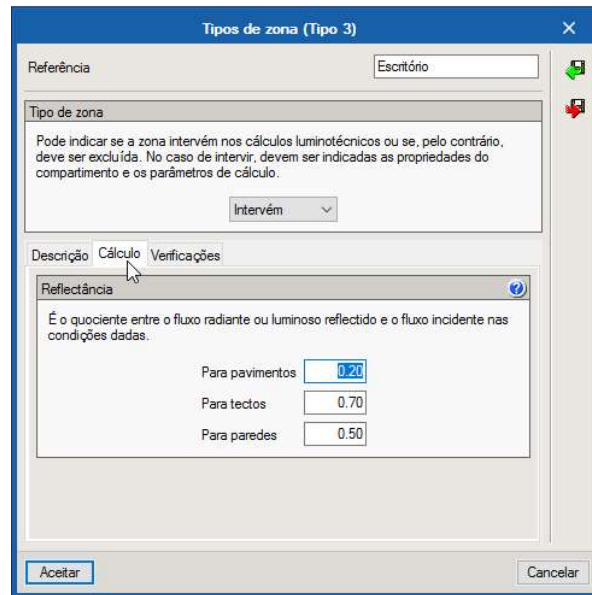 Tipos de zona (Tipo 3)
Referência
Escritório
Tipo de zona
Pode indicar se a zona intervém nos cálculos luminotécnicos ou se, pelo contrário,
deve ser excluída. No caso de intervir, devem ser indicadas as propriedades do
compartimento e os parâmetros de cálculo.
Intervém
Descrição Cálculo Verificações
Reflectância
É o quociente entre o fluxo radiante ou luminoso reflectido e o fluxo incidente nas
condições dadas.
Para pavimentos 0.20
Para tectos 0.70
Para paredes 0.50
Aceitar Cancelar